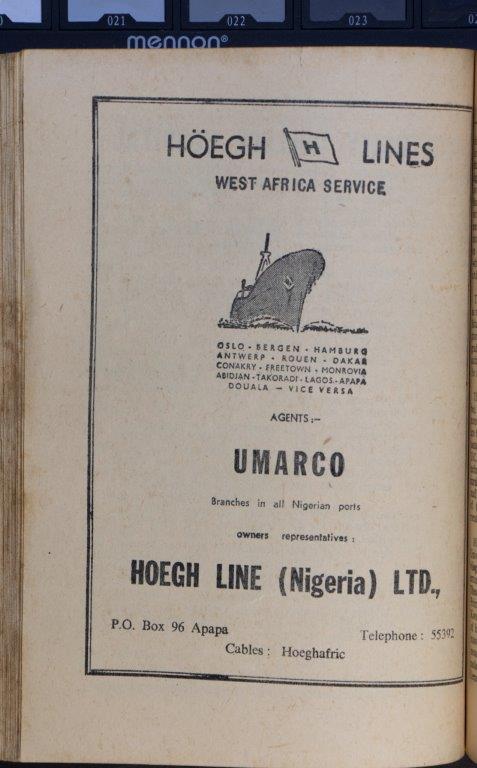 021
022
023
mennon®
HÖEGH H LINES
WEST AFRICA SERVICE
OSLO - BERGEN - HAMBURG
ANTWERP - ROUEN - DAKAR
CONAKRY - FREETOWN - MONROVIA
ABIDJAN - TAKORADI - LAGOS - APAPA
DOUALA — VICE VERSA
AGENTS :-
UMARCO
Branches in all Nigerian ports
owners representatives :
HOEGH LINE (Nigeria) LTD.,
P.O. Box 96 Apapa
Telephone : 55392
Cables : Hoeghafric